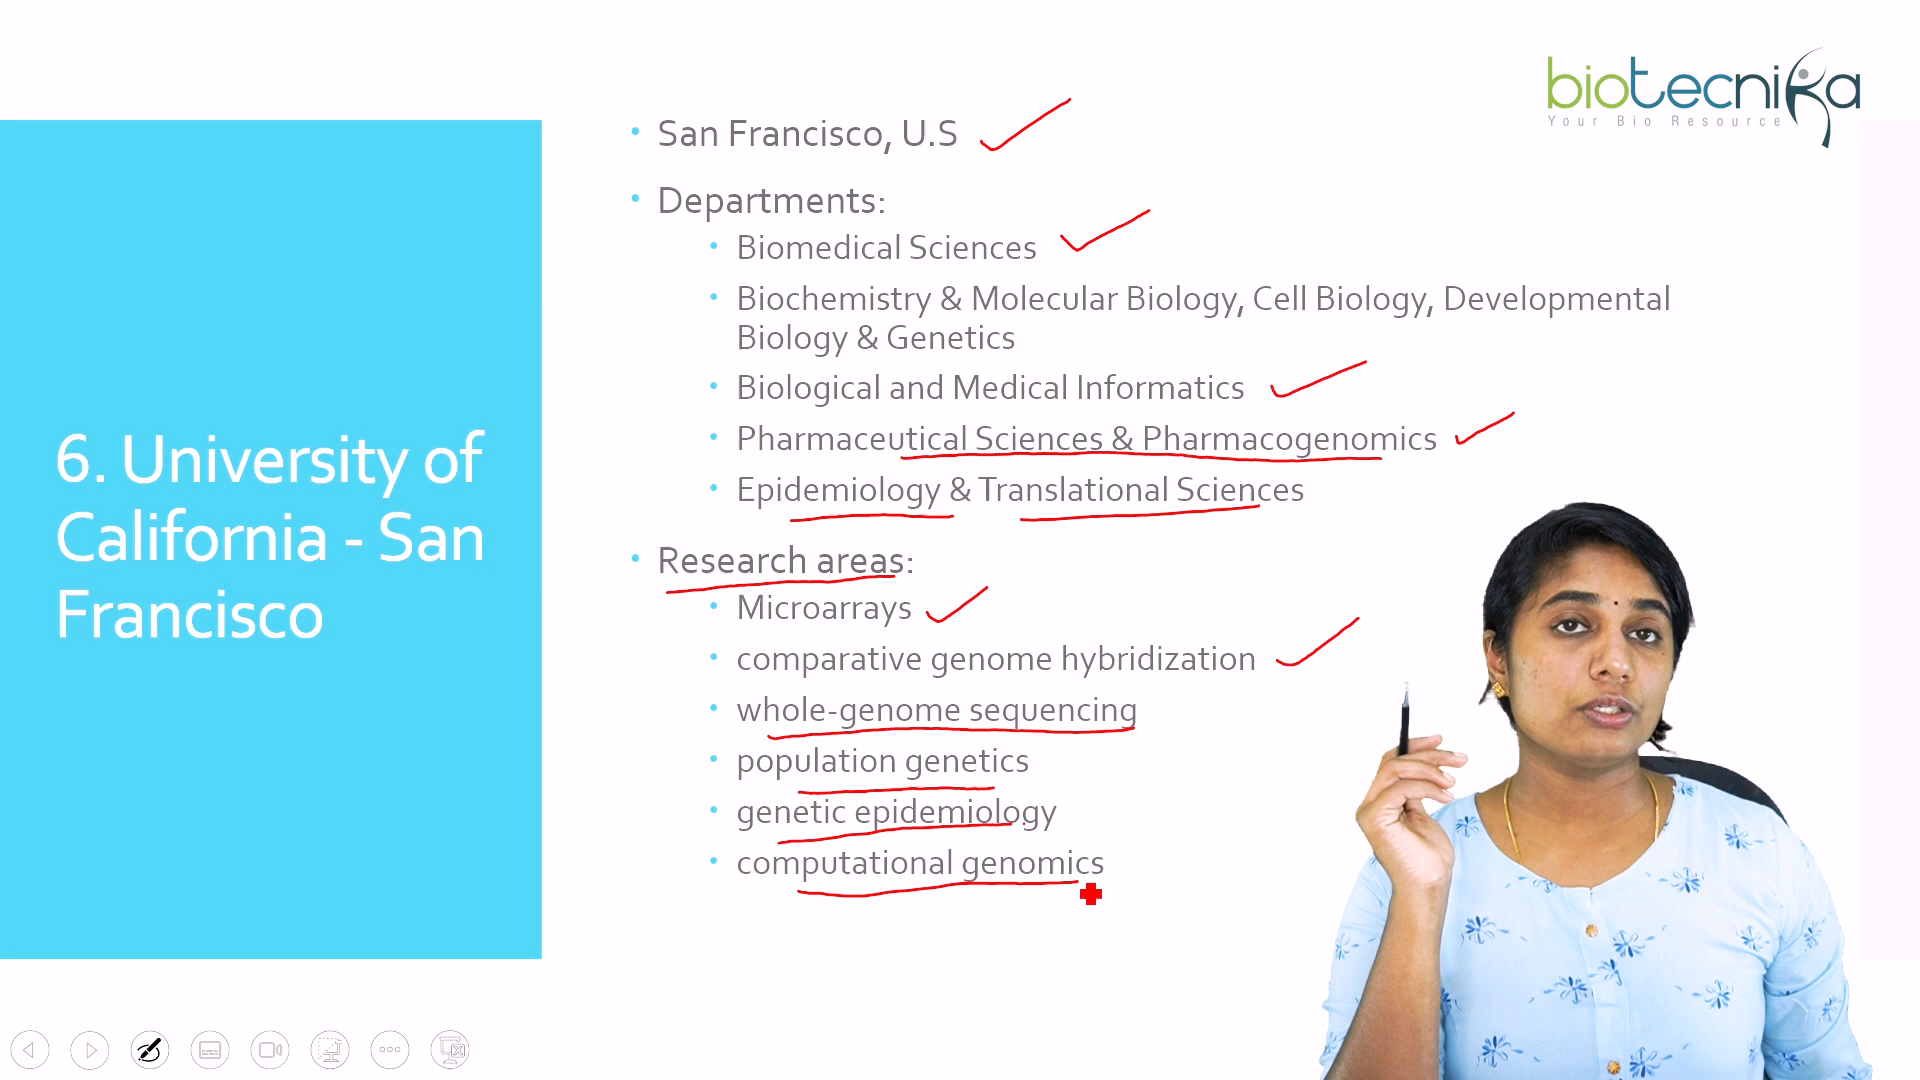 biotecnika
Your Bio Resource
6. University of
California - San
Francisco
• San Francisco, U.S
• Departments:
• Biomedical Sciences
• Biochemistry & Molecular Biology, Cell Biology, Developmental
Biology & Genetics
• Biological and Medical Informatics
• Pharmaceutical Sciences & Pharmacogenomics
• Epidemiology & Translational Sciences
• Research areas:
• Microarrays
• comparative genome hybridization
• whole-genome sequencing
• population genetics
• genetic epidemiology
• computational genomics